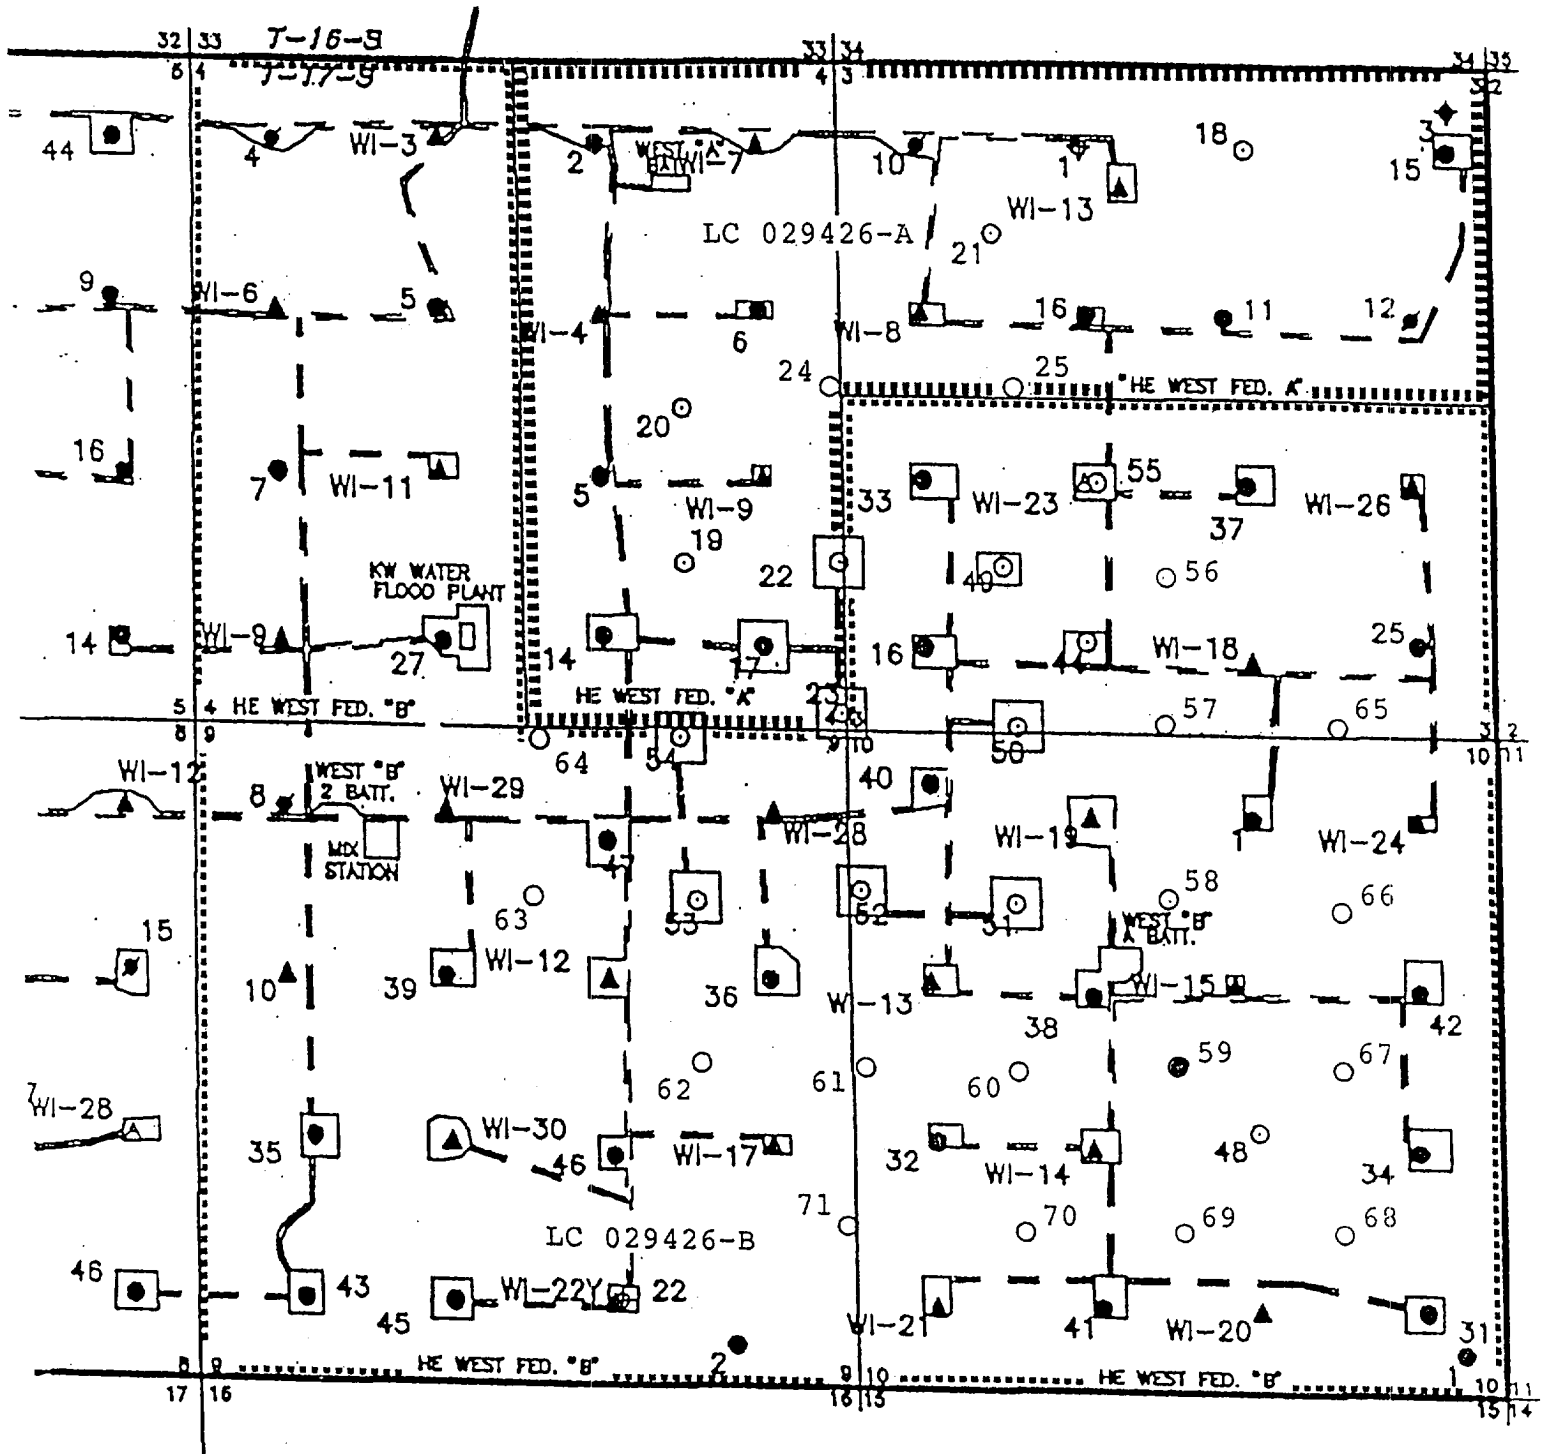 32 33 T-16-S 33 34 34 35
5 4 T-17-S 4 3 3 2
44 4 WI-3 2 WEST "A" BATT WI-7 10 1 18 3 15
WI-13
LC 029426-A 21
9 WI-6 5 WI-4 6 WI-8 16 11 12
24 25 "HE WEST FED. A"
20
16 7 WI-11 5 WI-9 33 WI-23 55 37 WI-26
19 22 49 56
KW WATER
FLOOD PLANT
14 WI-9 27 14 17 16 WI-18 25
23
5 4 HE WEST FED. "B" HE WEST FED. "A" 57 65 3 2
8 9 64 54 9 10 50 10 11
WI-12 8 WEST "B"
2 BATT. WI-29 WI-28 40 WI-19 1 WI-24
MIX
STATION
63 53 52 51 58 66
WEST "B"
A BATT.
15 10 39 WI-12 36 WI-13 38 WI-15 42
62 61 60 59 67
WI-28 35 WI-30 46 WI-17 32 WI-14 48 34
71 70 69 68
LC 029426-B
46 43 45 WI-22Y 22 WI-21 41 WI-20 31
2 1
8 9 HE WEST FED. "B" 9 10 HE WEST FED. "B" 10 11
17 16 16 15 15 14